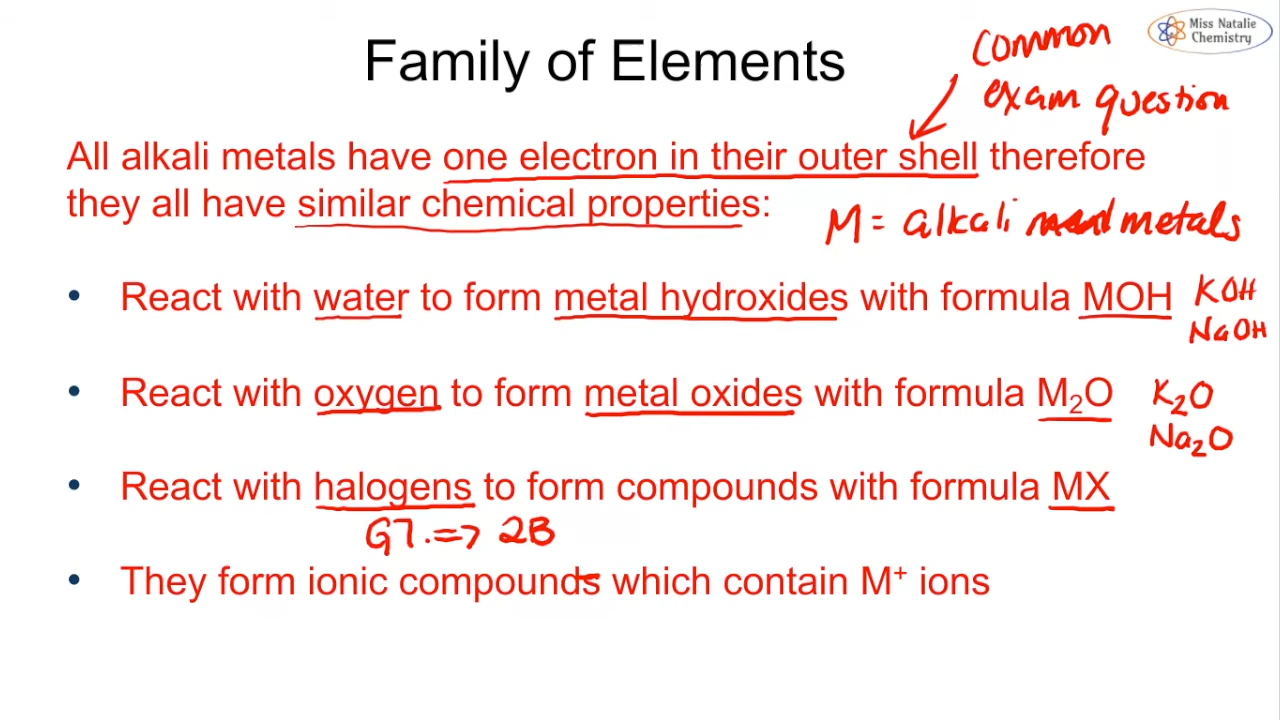 Miss Natalie
Chemistry
Family of Elements
common
exam question
All alkali metals have one electron in their outer shell therefore
they all have similar chemical properties:
M = alkali metals
• React with water to form metal hydroxides with formula MOH
KOH
NaOH
• React with oxygen to form metal oxides with formula M₂O
K₂O
Na₂O
• React with halogens to form compounds with formula MX
G7. => 2B
• They form ionic compounds which contain M⁺ ions